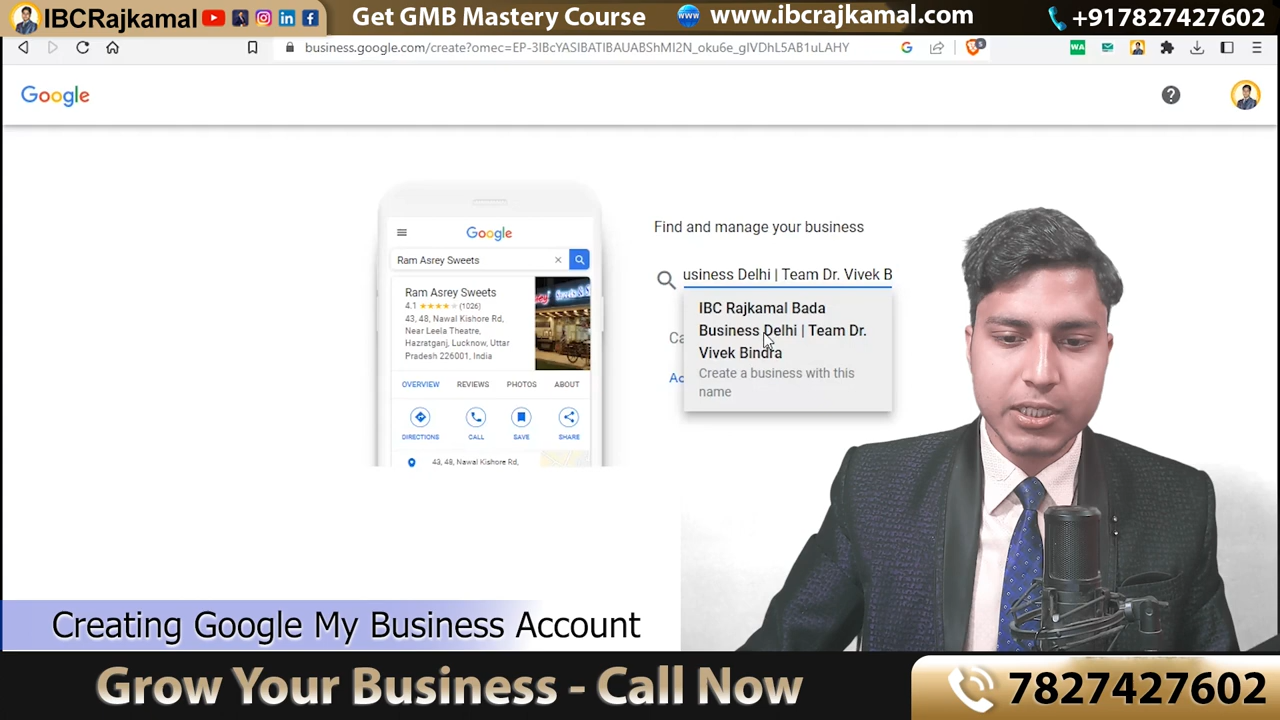 IBCRajkamal
Get GMB Mastery Course
www.ibcrajkamal.com
+917827427602
business.google.com/create?omec=EP-3IBcYASIBATIBAUABShMI2N_oku6e_gIVDhL5AB1uLAHY
Google
Find and manage your business
usiness Delhi | Team Dr. Vivek B
IBC Rajkamal Bada
Business Delhi | Team Dr.
Vivek Bindra
Create a business with this
name
Google
Ram Asrey Sweets
Ram Asrey Sweets
4.1 (1026)
43, 48, Nawal Kishore Rd,
Near Leela Theatre,
Hazratganj, Lucknow, Uttar
Pradesh 226001, India
OVERVIEW REVIEWS PHOTOS ABOUT
DIRECTIONS CALL SAVE SHARE
43, 48, Nawal Kishore Rd,
Creating Google My Business Account
Grow Your Business - Call Now
7827427602